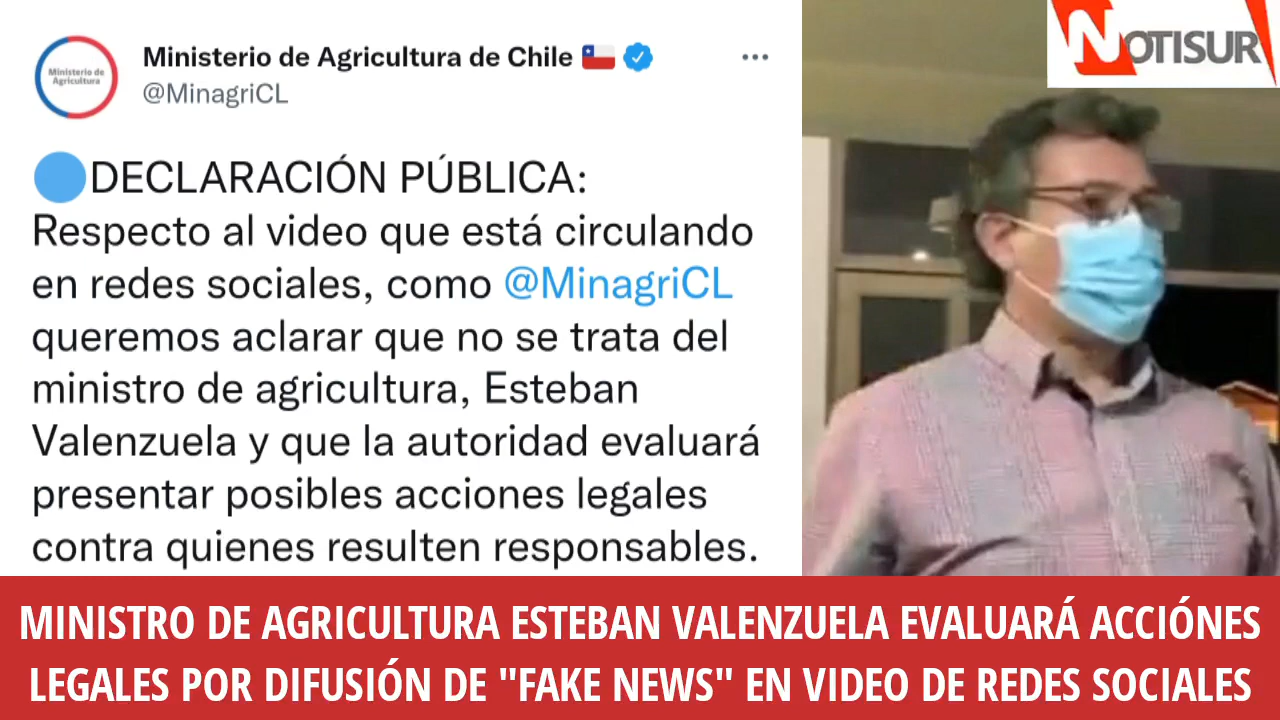 Ministerio de Agricultura de Chile 🇨🇱
@MinagriCL
Ministerio de
Agricultura
DECLARACIÓN PÚBLICA:
Respecto al video que está circulando
en redes sociales, como @MinagriCL
queremos aclarar que no se trata del
ministro de agricultura, Esteban
Valenzuela y que la autoridad evaluará
presentar posibles acciones legales
contra quienes resulten responsables.
NOTISUR
MINISTRO DE AGRICULTURA ESTEBAN VALENZUELA EVALUARÁ ACCIÓNES
LEGALES POR DIFUSIÓN DE "FAKE NEWS" EN VIDEO DE REDES SOCIALES